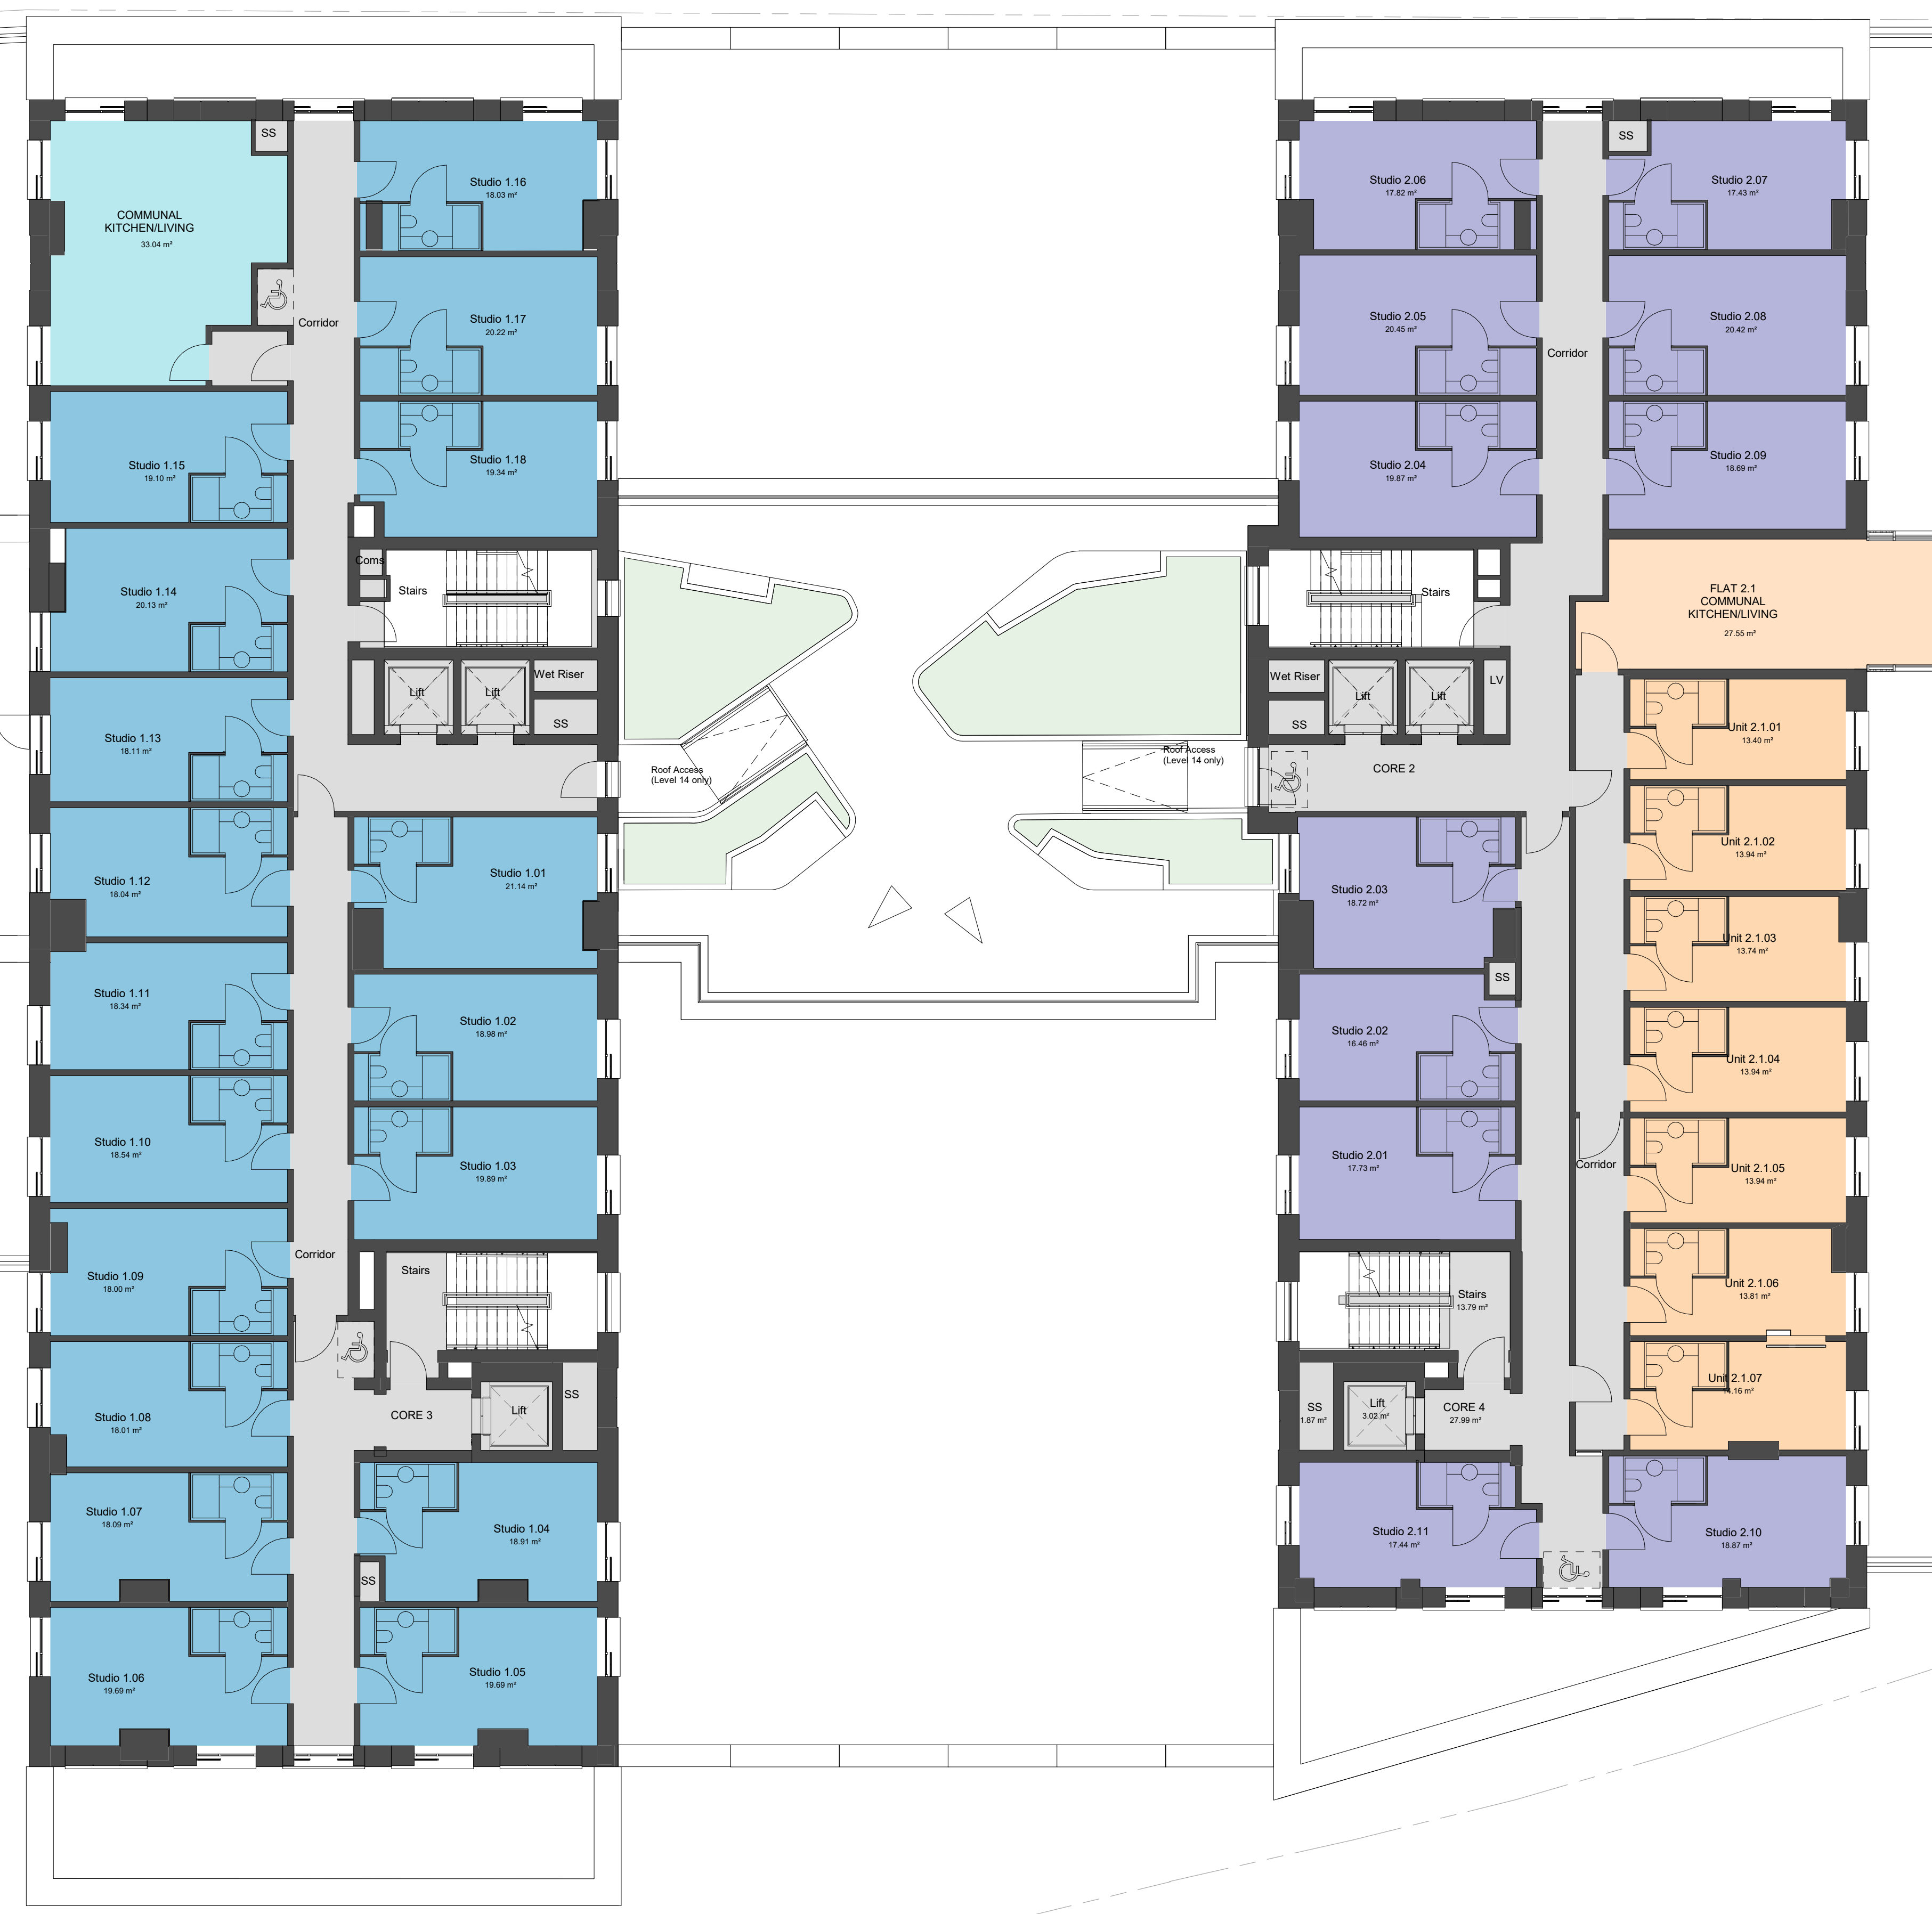 SS
COMMUNAL
KITCHEN/LIVING
33.04 m²
Corridor
Studio 1.16
18.03 m²
Studio 1.17
20.22 m²
Studio 1.18
19.34 m²
Studio 1.15
19.10 m²
Studio 1.14
20.13 m²
Studio 1.13
18.11 m²
Studio 1.12
18.04 m²
Studio 1.11
18.34 m²
Studio 1.10
18.54 m²
Studio 1.09
18.00 m²
Studio 1.08
18.01 m²
Studio 1.07
18.09 m²
Studio 1.06
19.69 m²
Coms
Stairs
Lift
Lift
Wet Riser
SS
Studio 1.01
21.14 m²
Studio 1.02
18.98 m²
Studio 1.03
19.89 m²
Corridor
Stairs
CORE 3
Lift
SS
Studio 1.04
18.91 m²
SS
Studio 1.05
19.69 m²
Roof Access
(Level 14 only)
Roof Access
(Level 14 only)
Studio 2.06
17.82 m²
Studio 2.05
20.45 m²
Studio 2.04
19.87 m²
Corridor
SS
Studio 2.07
17.43 m²
Studio 2.08
20.42 m²
Studio 2.09
18.69 m²
Stairs
Wet Riser
SS
Lift
Lift
LV
CORE 2
FLAT 2.1
COMMUNAL
KITCHEN/LIVING
27.55 m²
Unit 2.1.01
13.40 m²
Unit 2.1.02
13.94 m²
Unit 2.1.03
13.74 m²
Unit 2.1.04
13.94 m²
Unit 2.1.05
13.94 m²
Unit 2.1.06
13.81 m²
Unit 2.1.07
14.16 m²
Studio 2.03
18.72 m²
SS
Studio 2.02
16.46 m²
Studio 2.01
17.73 m²
Corridor
Stairs
13.79 m²
SS
1.87 m²
Lift
3.02 m²
CORE 4
27.99 m²
Studio 2.11
17.44 m²
Studio 2.10
18.87 m²